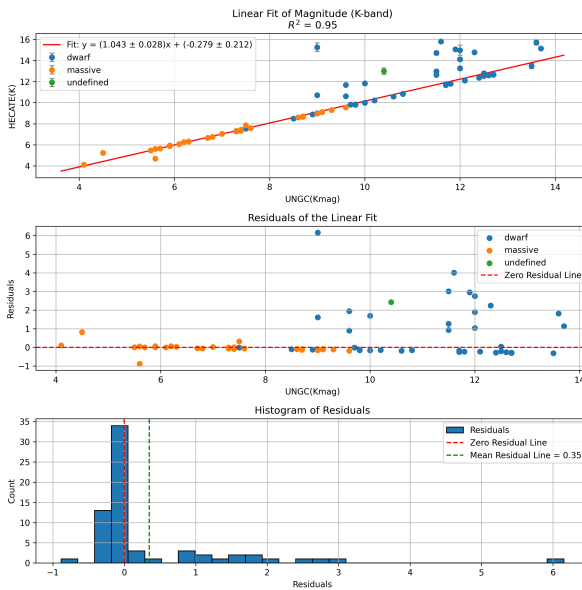 Linear Fit of Magnitude (K-band)
R² = 0.95
Fit: y = (1.043 ± 0.028)x + (-0.279 ± 0.212)
dwarf
massive
undefined
HECATE(K)
16
14
12
10
8
6
4
4 6 8 10 12 14
UNGC(Kmag)
Residuals of the Linear Fit
dwarf
massive
undefined
Zero Residual Line
Residuals
6
5
4
3
2
1
0
−1
4 6 8 10 12 14
UNGC(Kmag)
Histogram of Residuals
Residuals
Zero Residual Line
Mean Residual Line = 0.35
Count
35
30
25
20
15
10
5
0
−1 0 1 2 3 4 5 6
Residuals